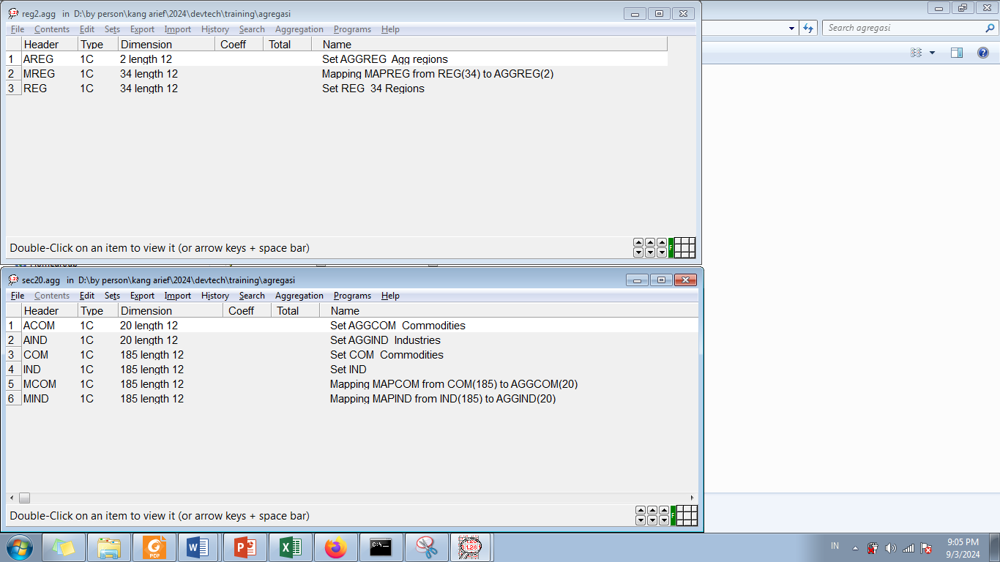 reg2.agg in D:\by person\kang arief\2024\devtech\training\agregasi
File Contents Edit Sets Export Import History Search Aggregation Programs Help
Header Type Dimension Coeff Total Name
1 AREG 1C 2 length 12 Set AGGREG Agg regions
2 MREG 1C 34 length 12 Mapping MAPREG from REG(34) to AGGREG(2)
3 REG 1C 34 length 12 Set REG 34 Regions
Double-Click on an item to view it (or arrow keys + space bar)
F
Search agregasi
sec20.agg in D:\by person\kang arief\2024\devtech\training\agregasi
File Contents Edit Sets Export Import History Search Aggregation Programs Help
Header Type Dimension Coeff Total Name
1 ACOM 1C 20 length 12 Set AGGCOM Commodities
2 AIND 1C 20 length 12 Set AGGIND Industries
3 COM 1C 185 length 12 Set COM Commodities
4 IND 1C 185 length 12 Set IND
5 MCOM 1C 185 length 12 Mapping MAPCOM from COM(185) to AGGCOM(20)
6 MIND 1C 185 length 12 Mapping MAPIND from IND(185) to AGGIND(20)
Double-Click on an item to view it (or arrow keys + space bar)
F
PDF
C:\
1.23
IN
9:05 PM
9/3/2024